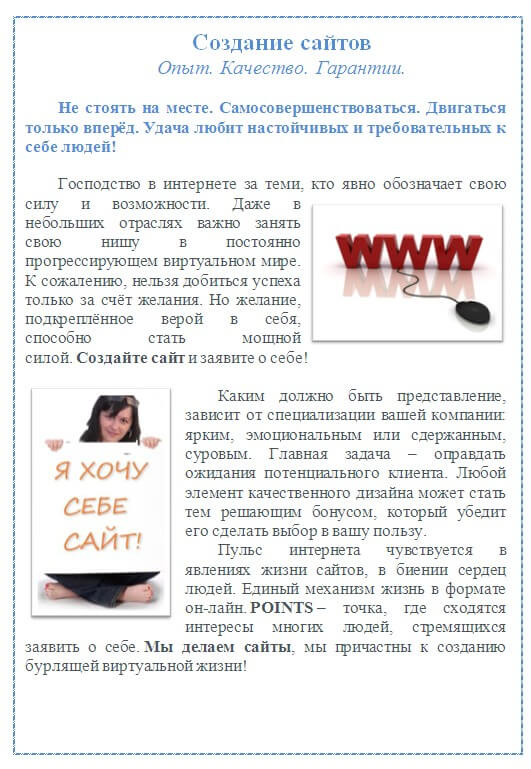 Создание сайтов
Опыт. Качество. Гарантии.
Не стоять на месте. Самосовершенствоваться. Двигаться
только вперёд. Удача любит настойчивых и требовательных к
себе людей!
Господство в интернете за теми, кто явно обозначает свою
силу и возможности. Даже в
небольших отраслях важно занять
свою нишу в постоянно
прогрессирующем виртуальном мире.
К сожалению, нельзя добиться успеха
только за счёт желания. Но желание,
подкреплённое верой в себя,
способно стать мощной
силой. Создайте сайт и заявите о себе!
WWW
Я ХОЧУ
СЕБЕ
САЙТ!
Каким должно быть представление,
зависит от специализации вашей компании:
ярким, эмоциональным или сдержанным,
суровым. Главная задача – оправдать
ожидания потенциального клиента. Любой
элемент качественного дизайна может стать
тем решающим бонусом, который убедит
его сделать выбор в вашу пользу.
Пульс интернета чувствуется в
явлениях жизни сайтов, в биении сердец
людей. Единый механизм жизнь в формате
он-лайн. POINTS – точка, где сходятся
интересы многих людей, стремящихся
заявить о себе. Мы делаем сайты, мы причастны к созданию
бурлящей виртуальной жизни!